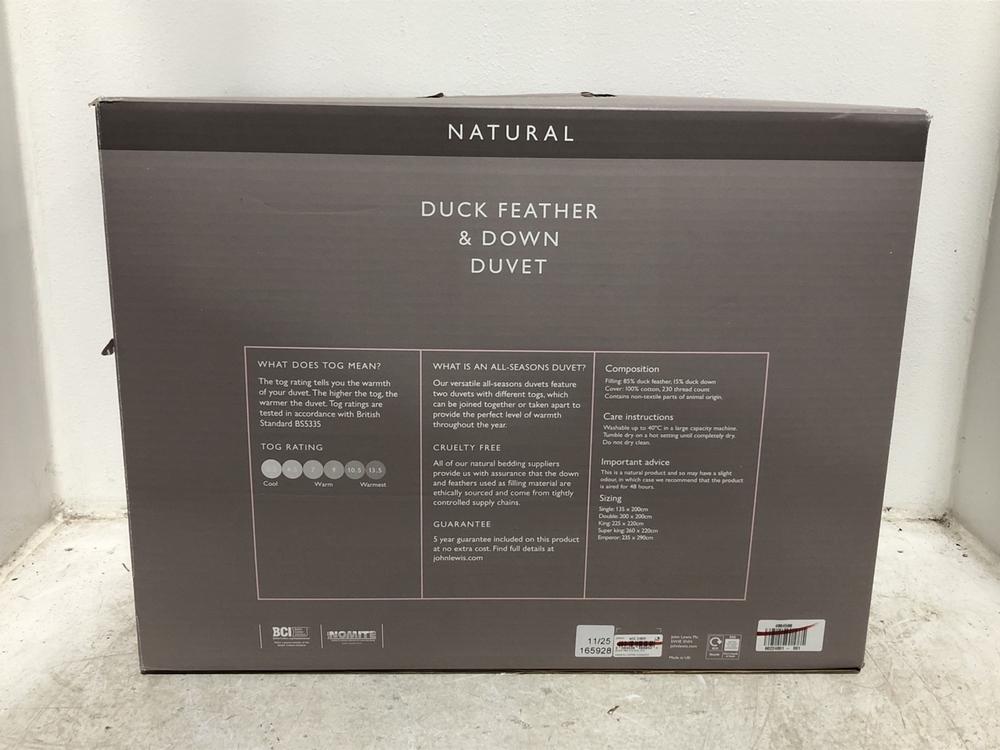 NATURAL
DUCK FEATHER
& DOWN
DUVET
WHAT DOES TOG MEAN?
The tog rating tells you the warmth
of your duvet. The higher the tog, the
warmer the duvet. Tog ratings are
tested in accordance with British
Standard BS5335
TOG RATING
4.5 7 9 10.5 13.5
Cool Warm Warmest
WHAT IS AN ALL-SEASONS DUVET?
Our versatile all-seasons duvets feature
two duvets with different togs, which
can be joined together or taken apart to
provide the perfect level of warmth
throughout the year.
CRUELTY FREE
All of our natural bedding suppliers
provide us with assurance that the down
and feathers used as filling material are
ethically sourced and come from tightly
controlled supply chains.
GUARANTEE
5 year guarantee included on this product
at no extra cost. Find full details at
johnlewis.com
Composition
Filling: 85% duck feather, 15% duck down
Cover: 100% cotton, 230 thread count
Contains non-textile parts of animal origin.
Care instructions
Washable up to 40°C in a large capacity machine.
Tumble dry on a hot setting until completely dry.
Do not dry clean.
Important advice
This is a natural product and so may have a slight
odour, in which case we recommend that the product
is aired for 48 hours.
Sizing
Single: 135 x 200cm
Double: 200 x 200cm
King: 225 x 220cm
Super king: 260 x 220cm
Emperor: 235 x 290cm
BCI
NOMITE
11/25
165928
John Lewis Plc
SW1E 5NN
johnlewis.com
Made in UK